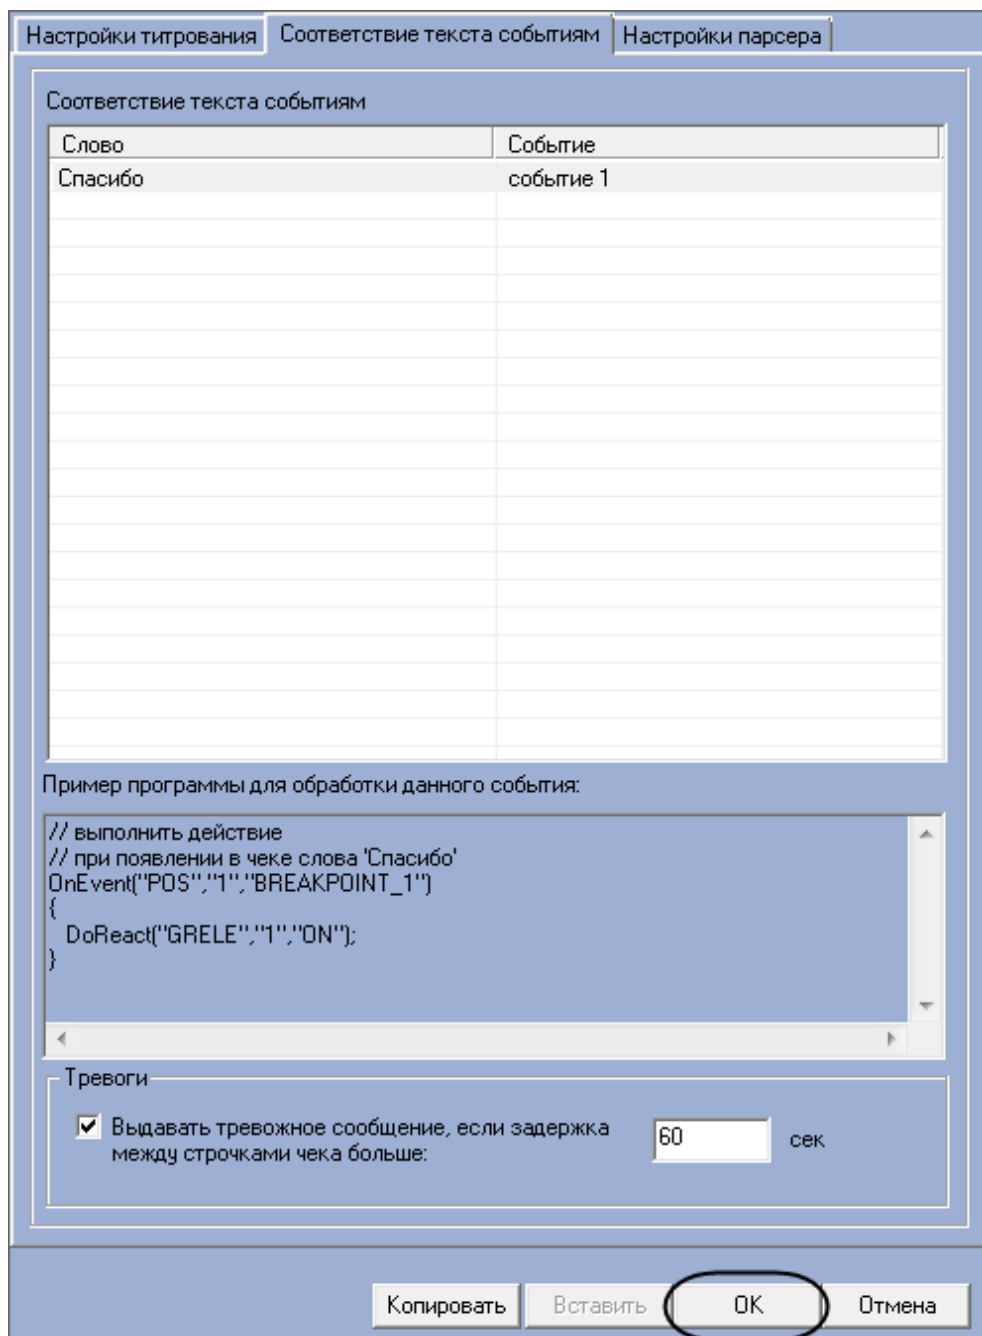 Настройки титрования Соответствие текста событиям Настройки парсера
Соответствие текста событиям
Слово Событие
Спасибо событие 1
Пример программы для обработки данного события:
// выполнить действие
// при появлении в чеке слова 'Спасибо'
OnEvent("POS","1","BREAKPOINT_1")
{
DoReact("GRELE","1","ON");
}
Тревоги
Выдавать тревожное сообщение, если задержка
между строчками чека больше:
60 сек
Копировать Вставить OK Отмена